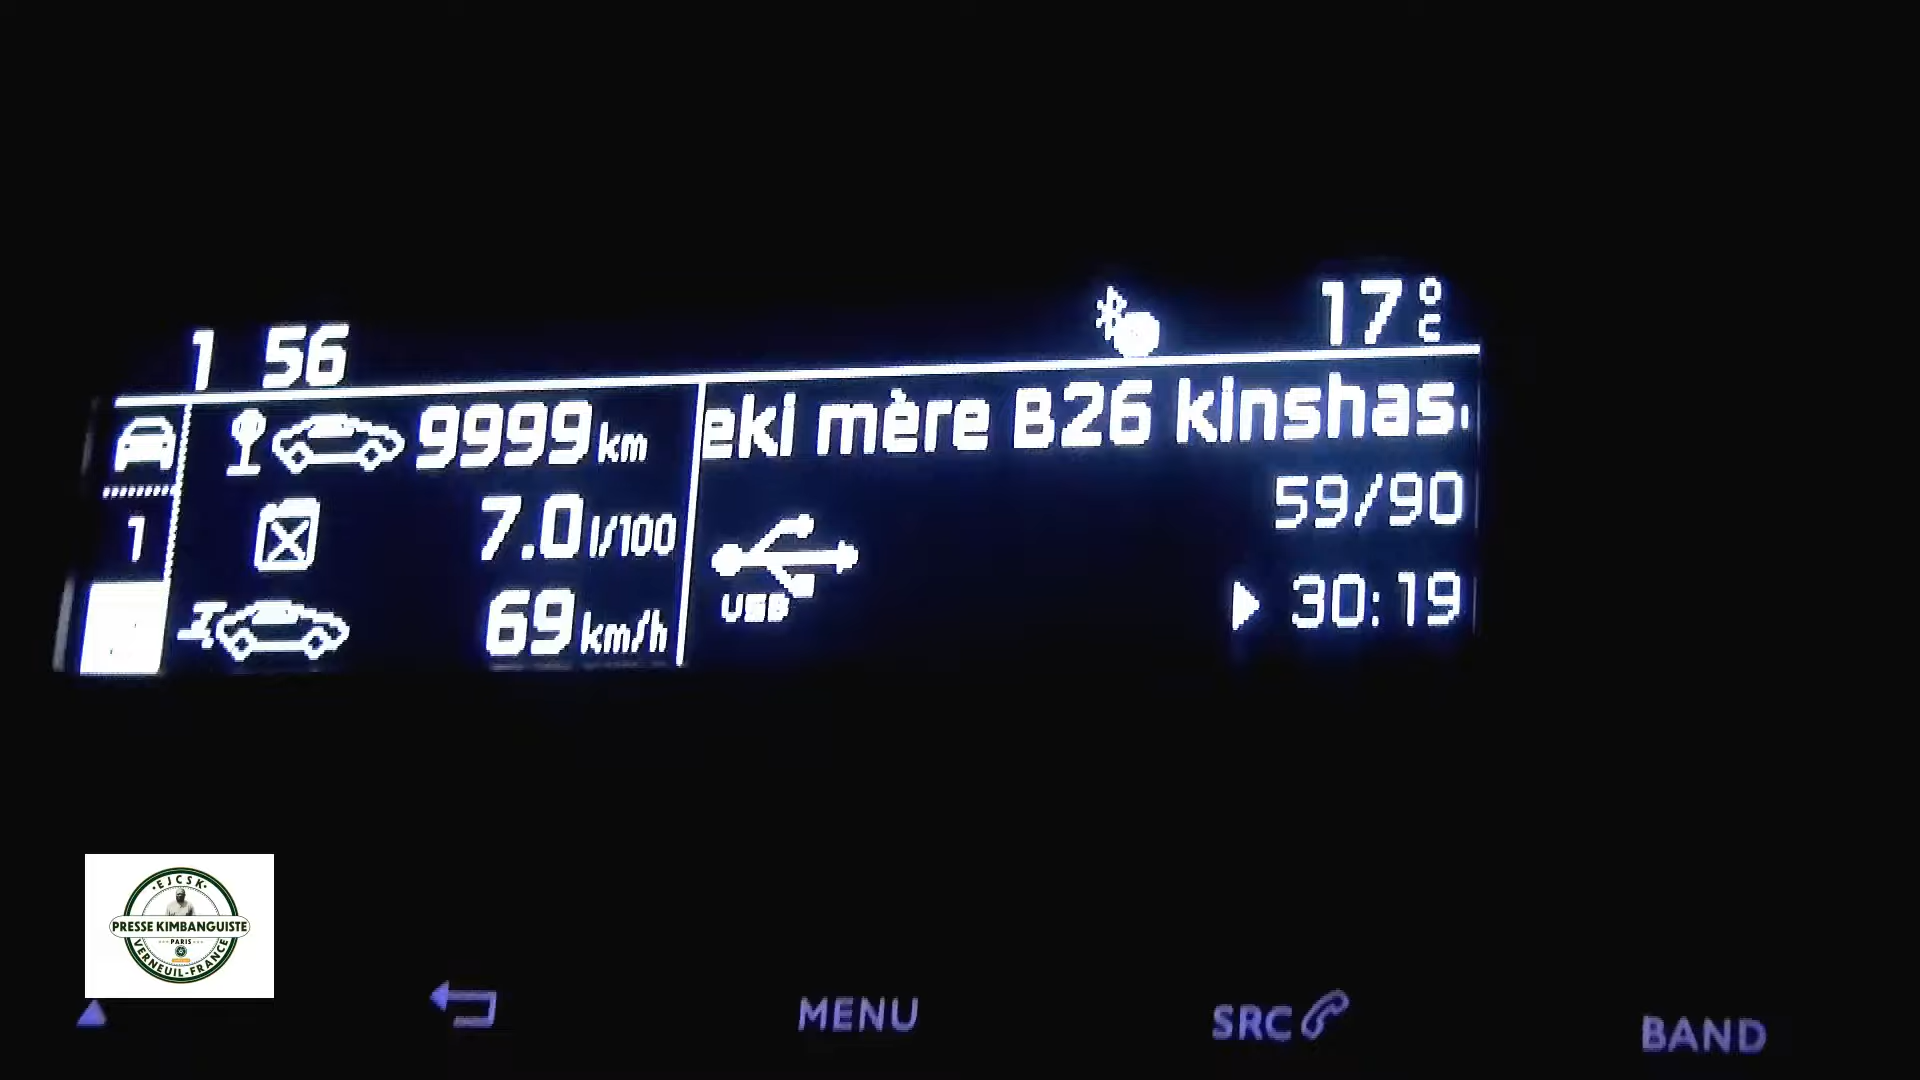 1 56
17°C
9999 km
1
7.0 l/100
69 km/h
eki mère B26 kinshas
59/90
USB
30:19
EJCSK
PRESSE KIMBANGUISTE
PARIS
VERNEUIL-FRANCE
MENU
SRC
BAND